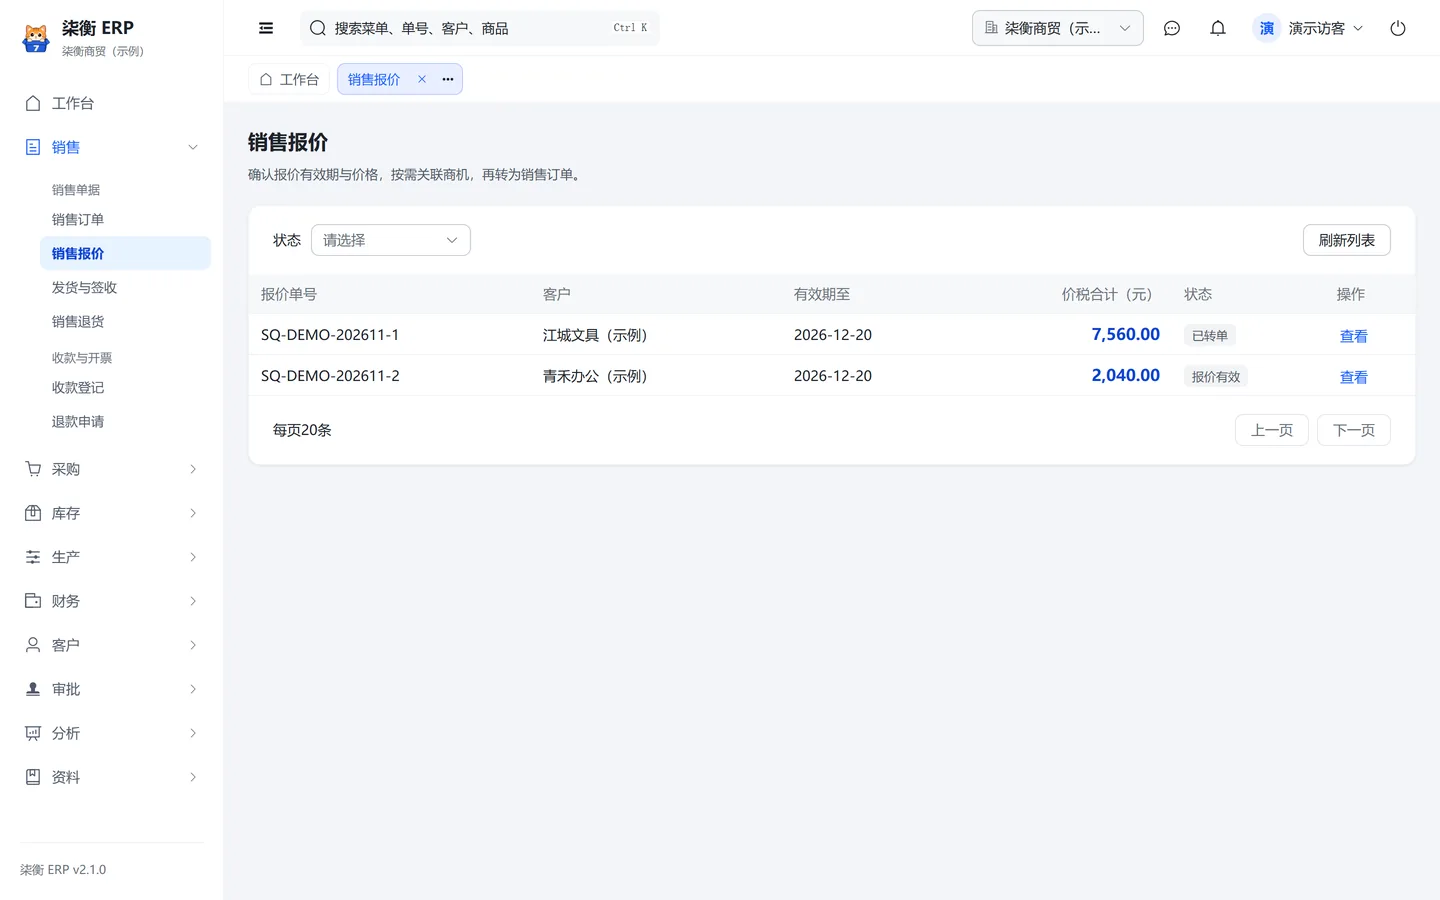 柒衡 ERP
柒衡商贸（示例）
7
搜索菜单、单号、客户、商品
Ctrl K
柒衡商贸（示...
演
演示访客
工作台
销售报价
工作台
销售
销售单据
销售订单
销售报价
发货与签收
销售退货
收款与开票
收款登记
退款申请
采购
库存
生产
财务
客户
审批
分析
资料
柒衡 ERP v2.1.0
销售报价
确认报价有效期与价格，按需关联商机，再转为销售订单。
状态 请选择 刷新列表
报价单号 客户 有效期至 价税合计（元） 状态 操作
SQ-DEMO-202611-1 江城文具（示例） 2026-12-20 7,560.00 已转单 查看
SQ-DEMO-202611-2 青禾办公（示例） 2026-12-20 2,040.00 报价有效 查看
每页20条 上一页 下一页